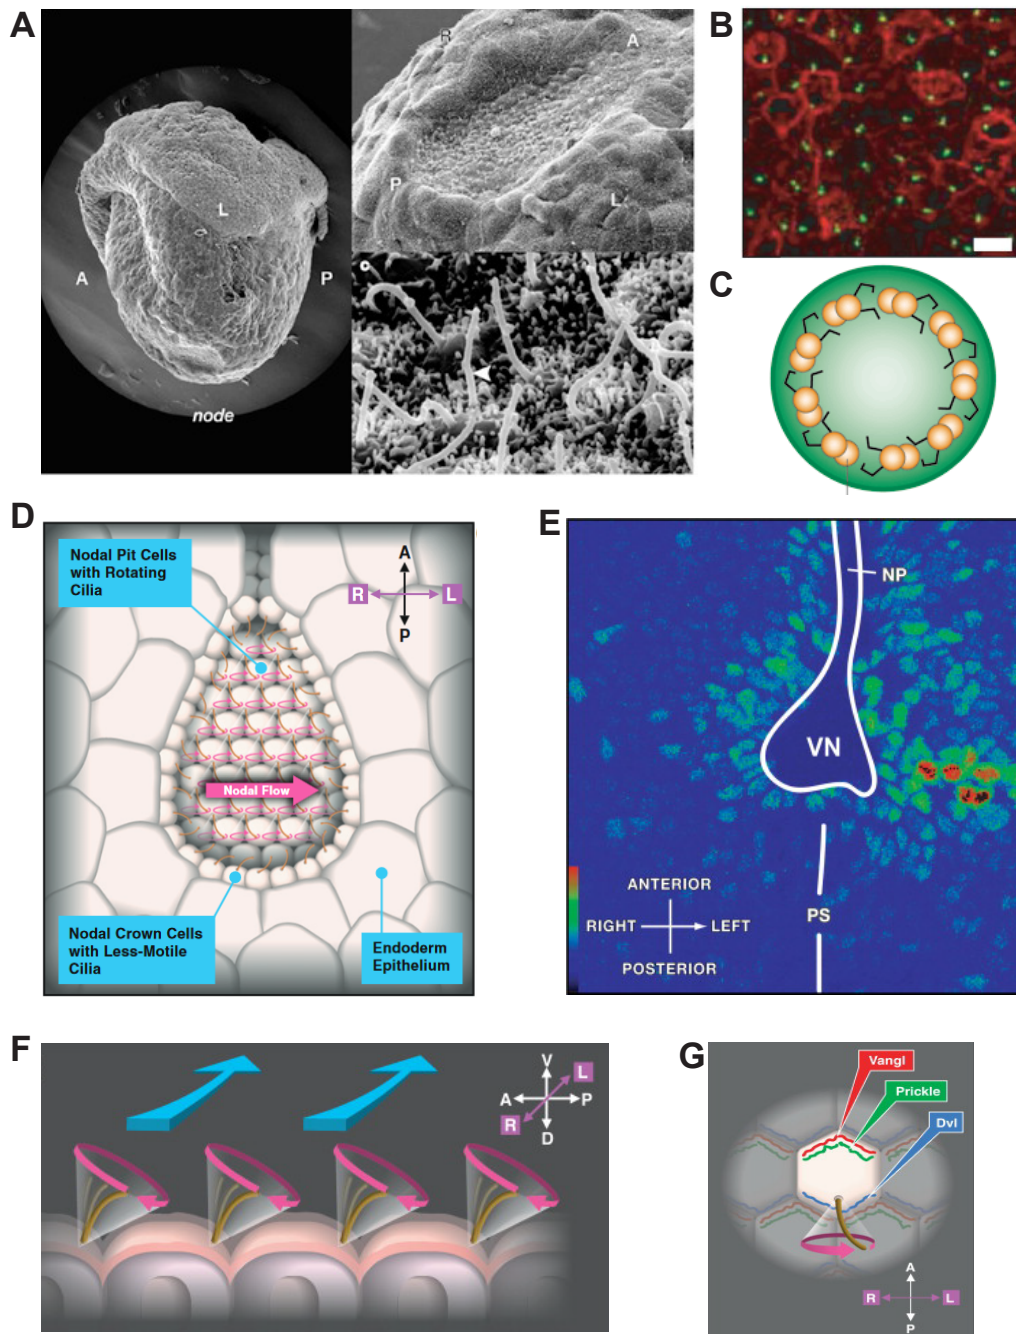 A
R
A
L
A
P
P
L
node
B
C
D
Nodal Pit Cells
with Rotating
Cilia
A
R
L
P
Nodal Flow
Nodal Crown Cells
with Less-Motile
Cilia
Endoderm
Epithelium
E
NP
VN
PS
ANTERIOR
RIGHT
LEFT
POSTERIOR
F
V
L
A
P
R
D
G
Vangl
Prickle
Dvl
A
R
L
P